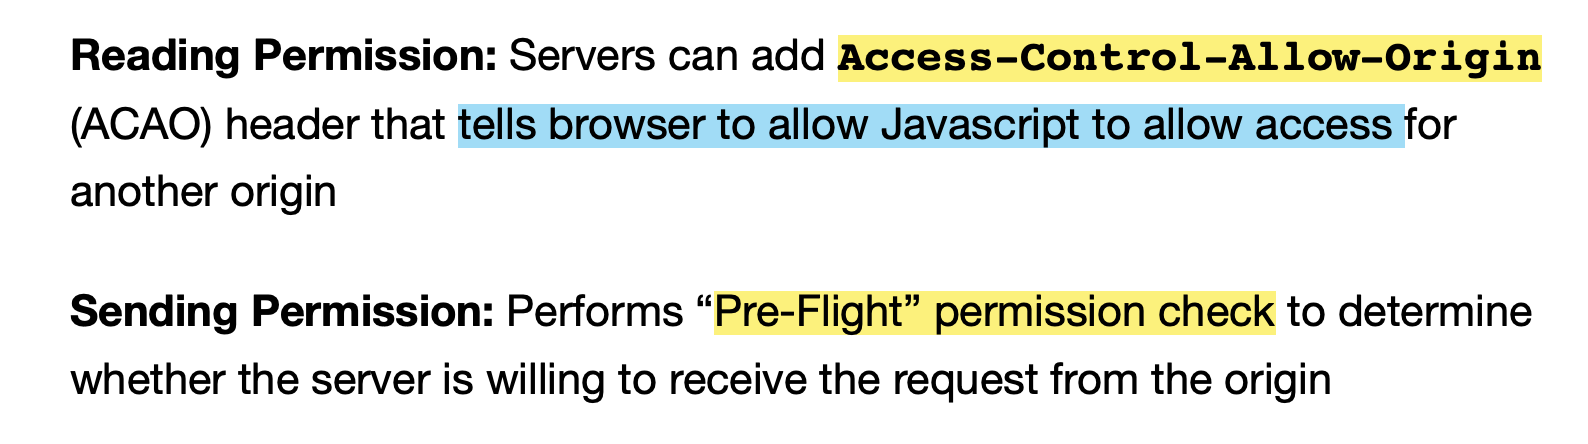 Reading Permission: Servers can add Access-Control-Allow-Origin
(ACAO) header that tells browser to allow Javascript to allow access for
another origin
Sending Permission: Performs “Pre-Flight” permission check to determine
whether the server is willing to receive the request from the origin